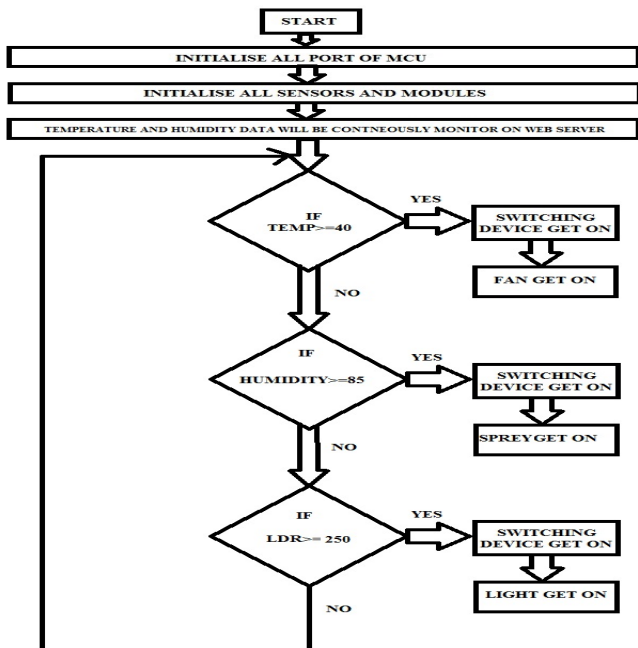 START
INITIALISE ALL PORT OF MCU
INITIALISE ALL SENSORS AND MODULES
TEMPERATURE AND HUMIDITY DATA WILL BE CONTNEOUSLY MONITOR ON WEB SERVER
IF
TEMP>=40
YES
SWITCHING
DEVICE GET ON
FAN GET ON
NO
IF
HUMIDITY>=85
YES
SWITCHING
DEVICE GET ON
SPREY GET ON
NO
IF
LDR>= 250
YES
SWITCHING
DEVICE GET ON
LIGHT GET ON
NO